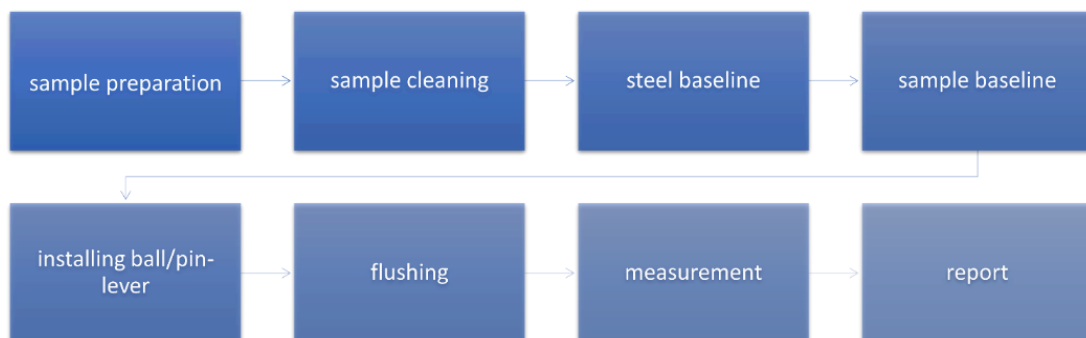 sample preparation
sample cleaning
steel baseline
sample baseline
installing ball/pin-
lever
flushing
measurement
report